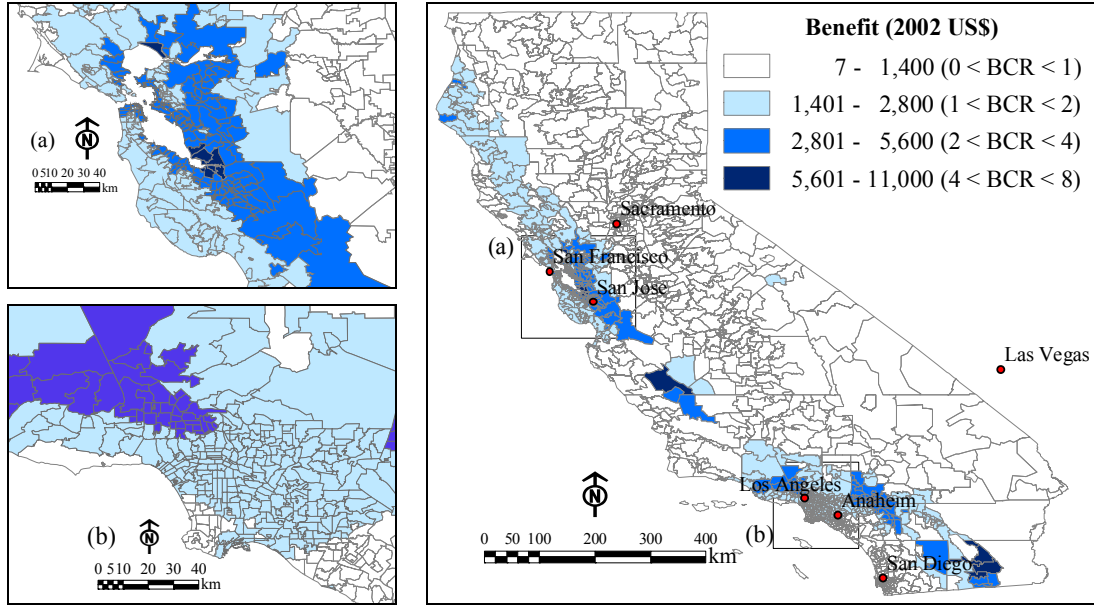 (a)
N
0 5 10 20 30 40
km
(b)
N
0 5 10 20 30 40
km
Benefit (2002 US$)
7 - 1,400 (0 < BCR < 1)
1,401 - 2,800 (1 < BCR < 2)
2,801 - 5,600 (2 < BCR < 4)
5,601 - 11,000 (4 < BCR < 8)
Sacramento
(a)
San Francisco
San Jose
Las Vegas
Los Angeles
Anaheim
(b)
San Diego
N
0 20 50 100 200 300 400
km